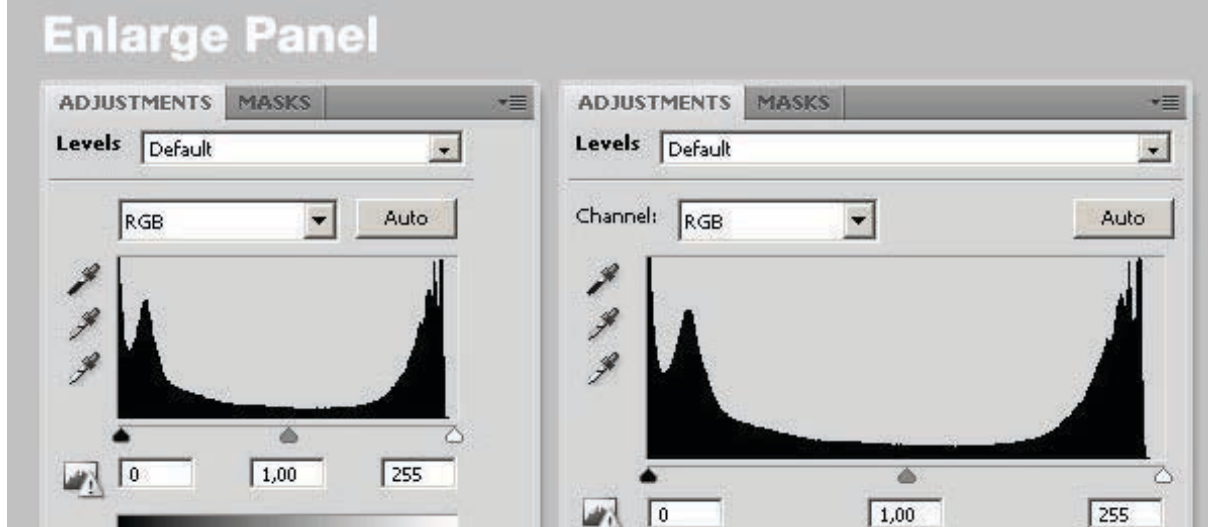 Enlarge Panel
ADJUSTMENTS MASKS
Levels Default
RGB Auto
0 1,00 255
ADJUSTMENTS MASKS
Levels Default
Channel: RGB Auto
0 1,00 255